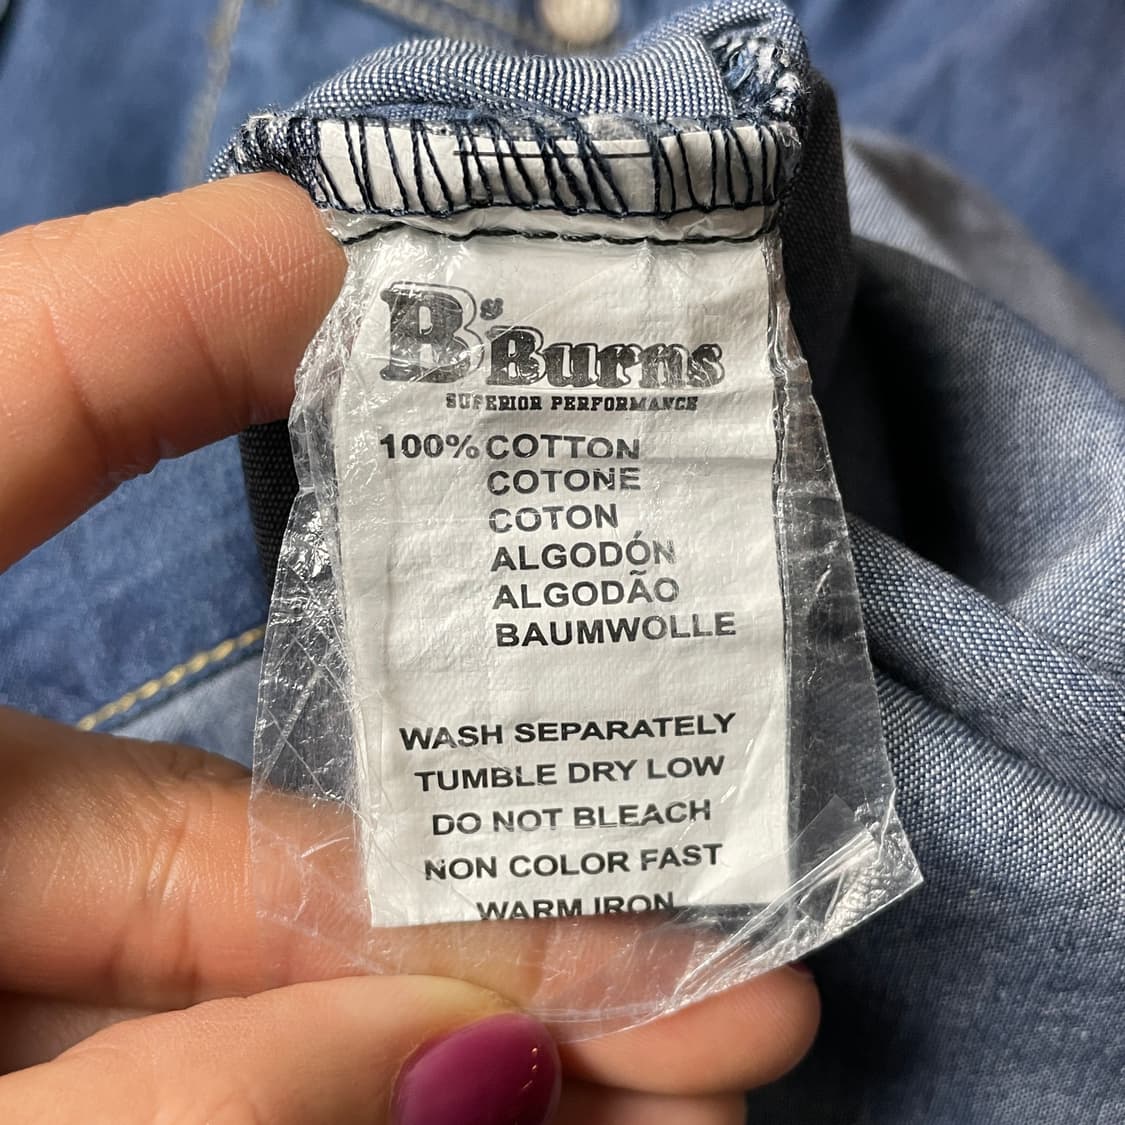 B's Burns
SUPERIOR PERFORMANCE
100% COTTON
COTONE
COTON
ALGODÓN
ALGODÃO
BAUMWOLLE
WASH SEPARATELY
TUMBLE DRY LOW
DO NOT BLEACH
NON COLOR FAST
WARM IRON